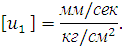 [u₁] = мм/сек / кг/см².